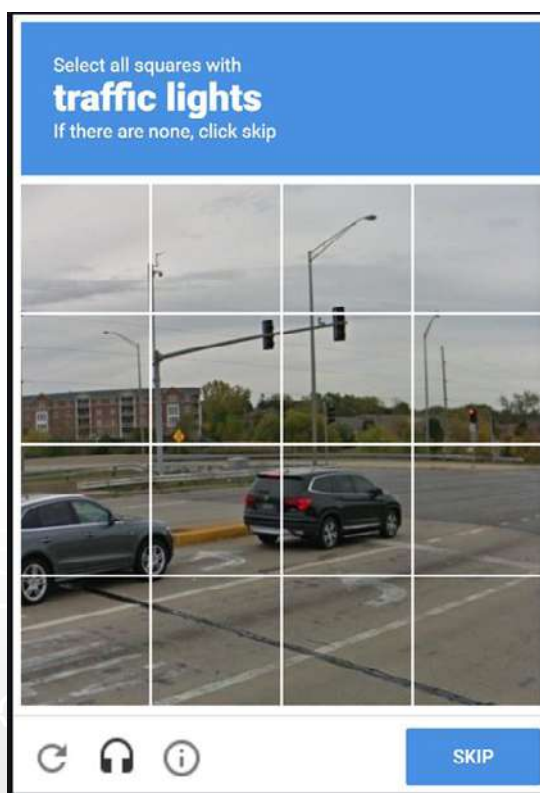 Select all squares with
traffic lights
If there are none, click skip
SKIP